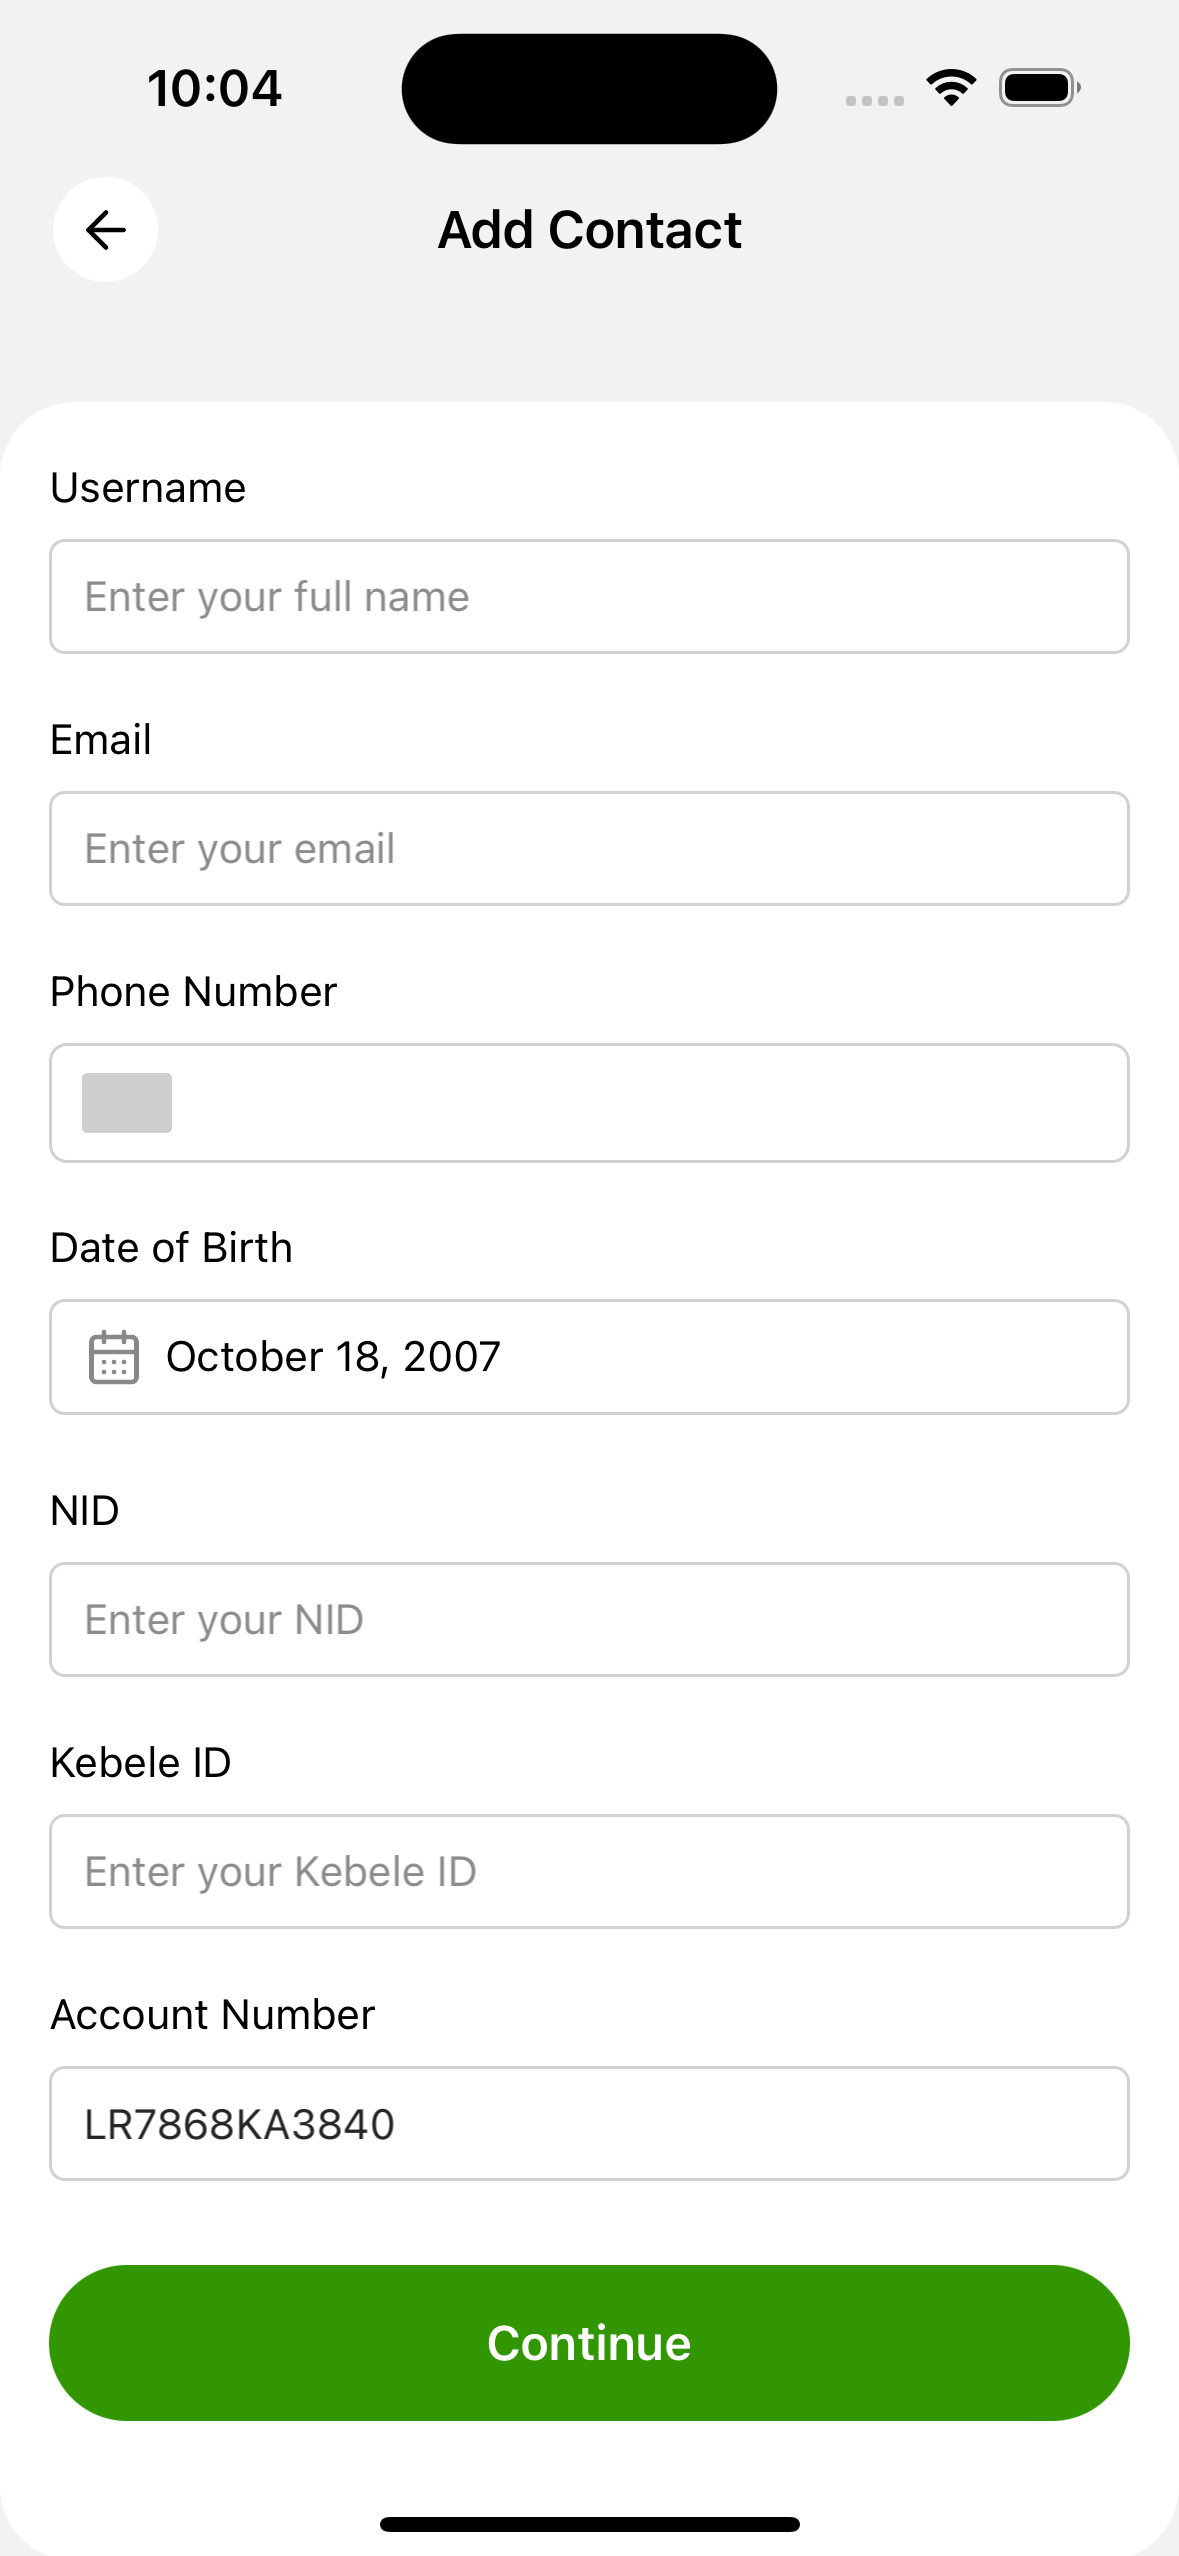 10:04
Add Contact
Username
Enter your full name
Email
Enter your email
Phone Number
Date of Birth
October 18, 2007
NID
Enter your NID
Kebele ID
Enter your Kebele ID
Account Number
LR7868KA3840
Continue